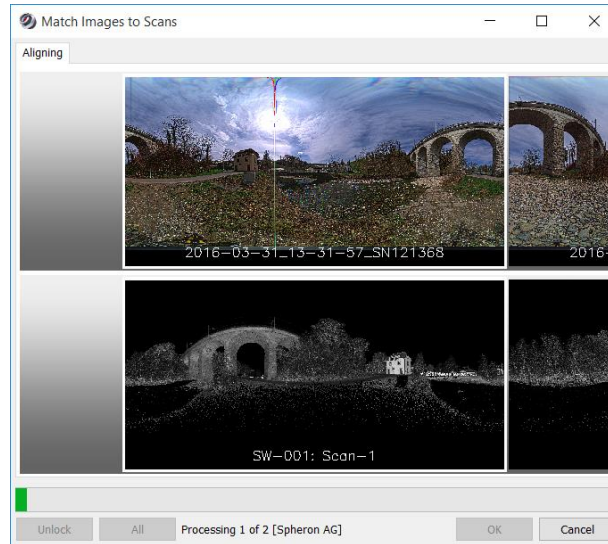 Match Images to Scans
Aligning
2016-03-31_13-31-57_SN121368
2016-
SW-001: Scan-1
Unlock All Processing 1 of 2 [Spheron AG] OK Cancel